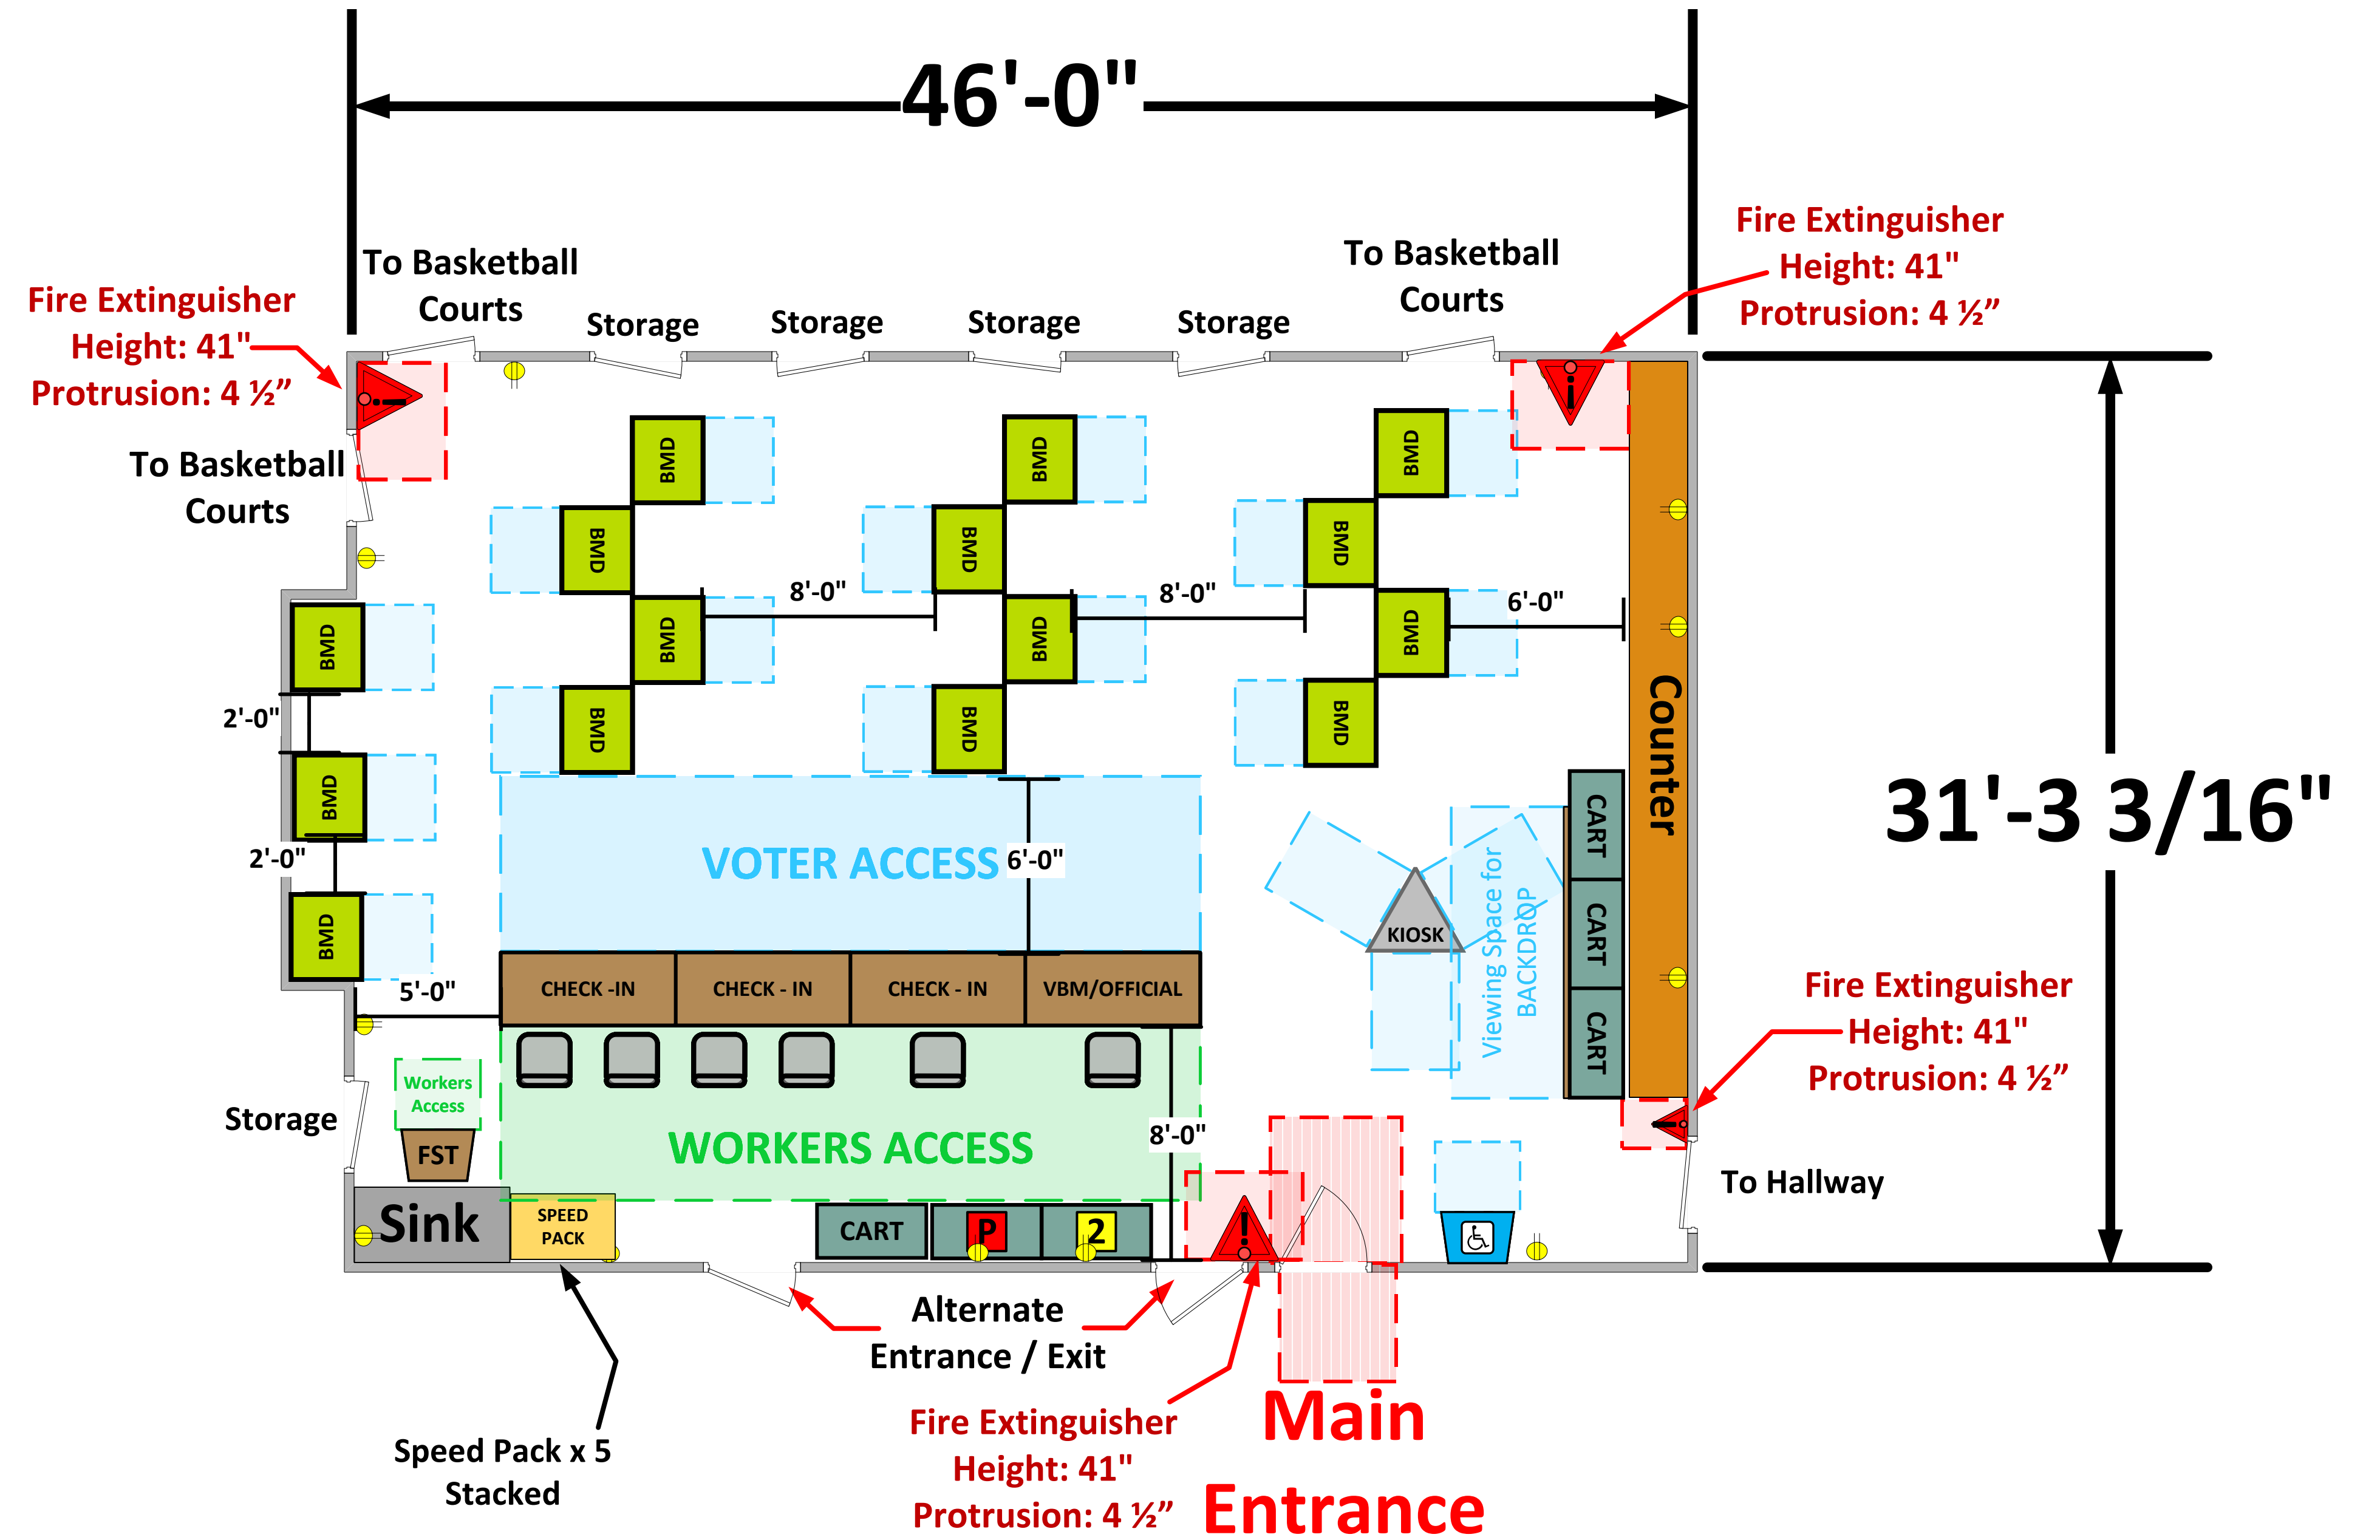 46'-0"
Fire Extinguisher
Height: 41"
Protrusion: 4 ½”
To Basketball
Courts
To Basketball
Courts
Fire Extinguisher
Height: 41"
Protrusion: 4 ½”
Storage
Storage
Storage
Storage
To Basketball
Courts
BMD
BMD
BMD
BMD
BMD
BMD
8'-0"
8'-0"
6'-0"
BMD
BMD
BMD
BMD
2'-0"
BMD
BMD
BMD
Counter
31'-3 3/16"
BMD
2'-0"
BMD
VOTER ACCESS
6'-0"
KIOSK
Viewing Space for
BACKDROP
CART
CART
CART
5'-0"
CHECK -IN
CHECK - IN
CHECK - IN
VBM/OFFICIAL
Fire Extinguisher
Height: 41"
Protrusion: 4 ½”
Workers
Access
Storage
FST
WORKERS ACCESS
8'-0"
To Hallway
Sink
SPEED
PACK
CART
P
2
!
Alternate
Entrance / Exit
Speed Pack x 5
Stacked
Fire Extinguisher
Height: 41"
Protrusion: 4 ½”
Main
Entrance